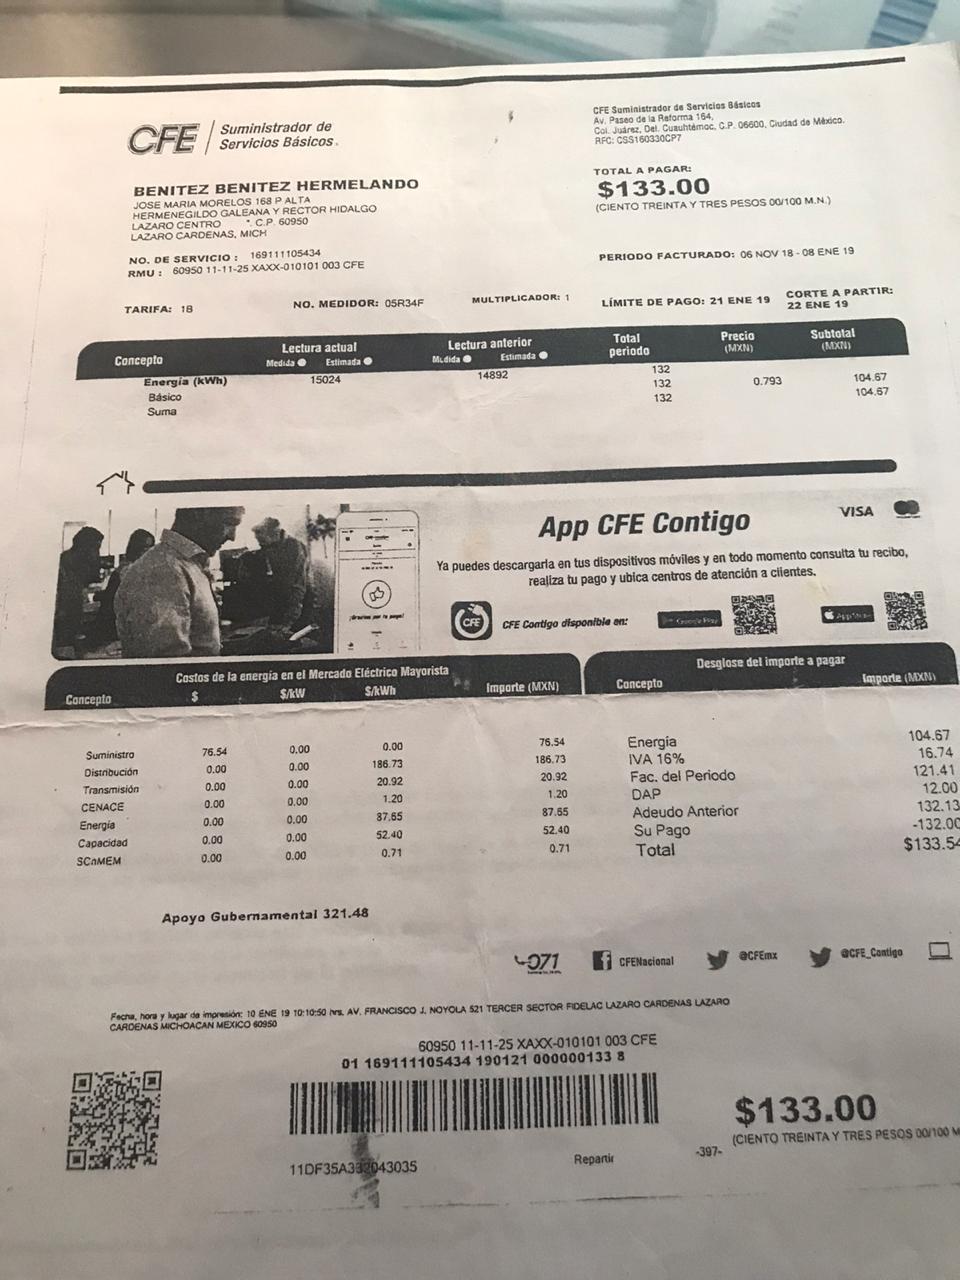 CFE Suministrador de
Servicios Básicos.
CFE Suministrador de Servicios Básicos
Av. Paseo de la Reforma 164,
Col. Juárez, Del. Cuauhtémoc, C.P. 06600, Ciudad de México.
RFC: CSS160330CP7
BENITEZ BENITEZ HERMELANDO
JOSE MARIA MORELOS 168 P ALTA
HERMENEGILDO GALEANA Y RECTOR HIDALGO
LAZARO CENTRO C.P. 60950
LAZARO CARDENAS, MICH
TOTAL A PAGAR:
$133.00
(CIENTO TREINTA Y TRES PESOS 00/100 M.N.)
NO. DE SERVICIO : 169111105434
RMU : 60950 11-11-25 XAXX-010101 003 CFE
PERIODO FACTURADO: 06 NOV 18 - 08 ENE 19
TARIFA: 1B NO. MEDIDOR: 05R34F MULTIPLICADOR: 1 LÍMITE DE PAGO: 21 ENE 19 CORTE A PARTIR:
22 ENE 19
Concepto Lectura actual Lectura anterior Total periodo Precio (MXN) Subtotal (MXN)
Medida Estimada Medida Estimada
Energía (kWh) 15024 14892 132
Básico 132 0.793 104.67
Suma 132 104.67
App CFE Contigo VISA
Ya puedes descargarla en tus dispositivos móviles y en todo momento consulta tu recibo,
realiza tu pago y ubica centros de atención a clientes.
CFE CFE Contigo disponible en: Google Play App Store
Costos de la energía en el Mercado Eléctrico Mayorista
Concepto $ $/kW $/kWh Importe (MXN)
Suministro 76.54 0.00 0.00 76.54
Distribución 0.00 0.00 186.73 186.73
Transmisión 0.00 0.00 20.92 20.92
CENACE 0.00 0.00 1.20 1.20
Energía 0.00 0.00 87.65 87.65
Capacidad 0.00 0.00 52.40 52.40
SCnMEM 0.00 0.00 0.71 0.71
Desglose del importe a pagar
Concepto Importe (MXN)
Energía 104.67
IVA 16% 16.74
Fac. del Periodo 121.41
DAP 12.00
Adeudo Anterior 132.13
Su Pago -132.00
Total $133.54
Apoyo Gubernamental 321.48
071 CFENacional @CFEmx @CFE_Contigo
Fecha, hora y lugar de impresión: 10 ENE 19 10:10:50 hrs. AV. FRANCISCO J. NOYOLA 521 TERCER SECTOR FIDELAC LAZARO CARDENAS LAZARO
CARDENAS MICHOACAN MEXICO 60950
60950 11-11-25 XAXX-010101 003 CFE
01 169111105434 190121 000000133 8
$133.00
(CIENTO TREINTA Y TRES PESOS 00/100 M
11DF35A332043035 Repartir -397-